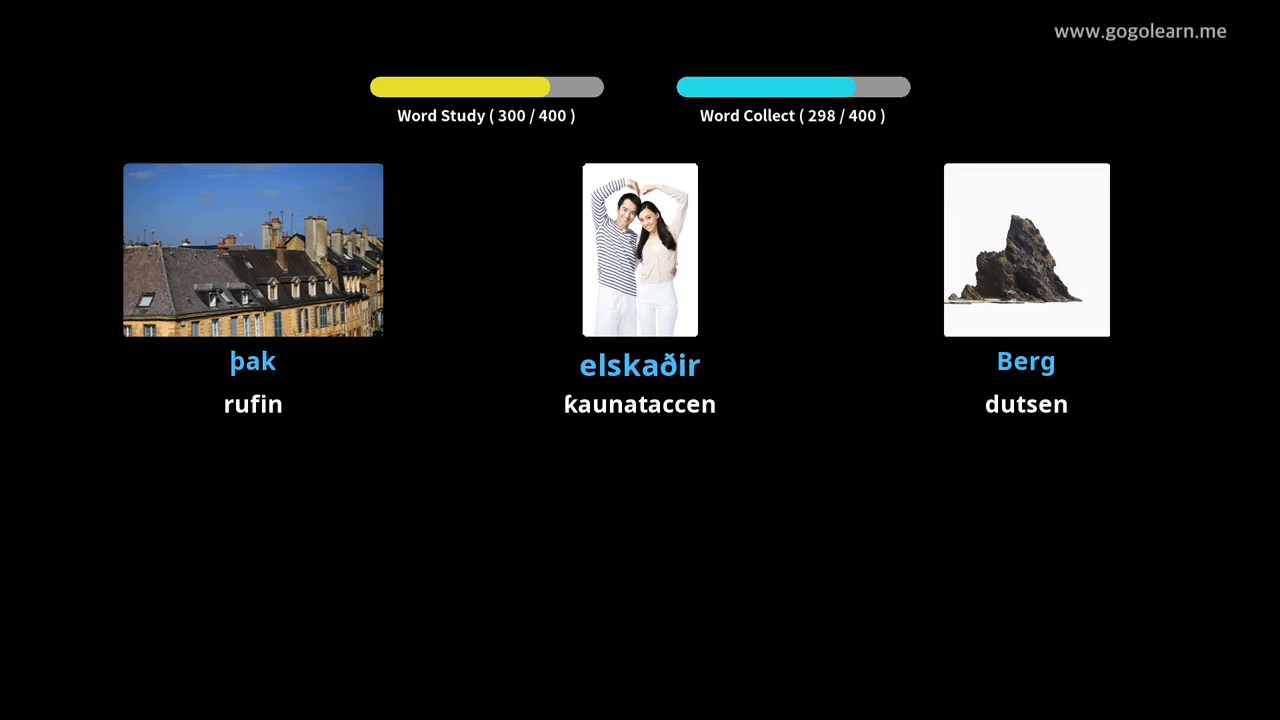 www.gogolearn.me
Word Study ( 300 / 400 )
Word Collect ( 298 / 400 )
þak
elskaðir
Berg
rufin
ƙaunataccen
dutsen